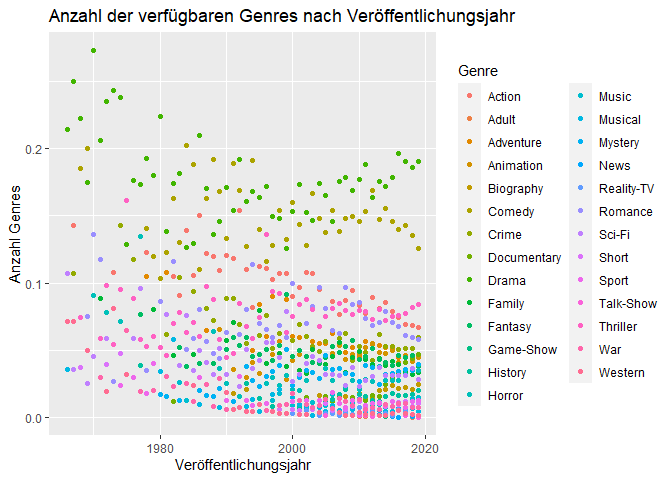 Anzahl der verfügbaren Genres nach Veröffentlichungsjahr
Anzahl Genres
0.2
0.1
0.0
1980
2000
2020
Veröffentlichungsjahr
Genre
Action
Adult
Adventure
Animation
Biography
Comedy
Crime
Documentary
Drama
Family
Fantasy
Game-Show
History
Horror
Music
Musical
Mystery
News
Reality-TV
Romance
Sci-Fi
Short
Sport
Talk-Show
Thriller
War
Western